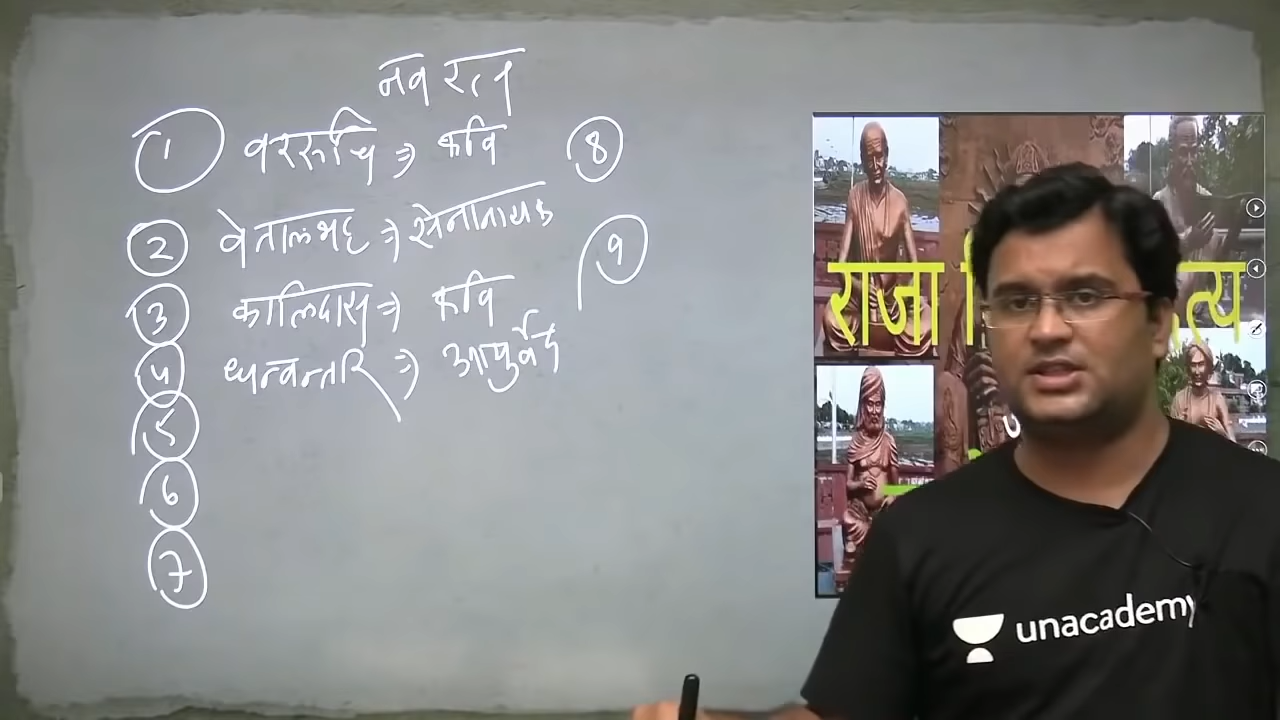 नवरत्न
1 वररुचि ⇒ कवि
2 वेतालभट्ट ⇒ सेनानायक
3 कालिदास ⇒ कवि
4 धन्वन्तरि ⇒ आयुर्वेद
5
6
7
8
9
राजा
त्य
unacademy